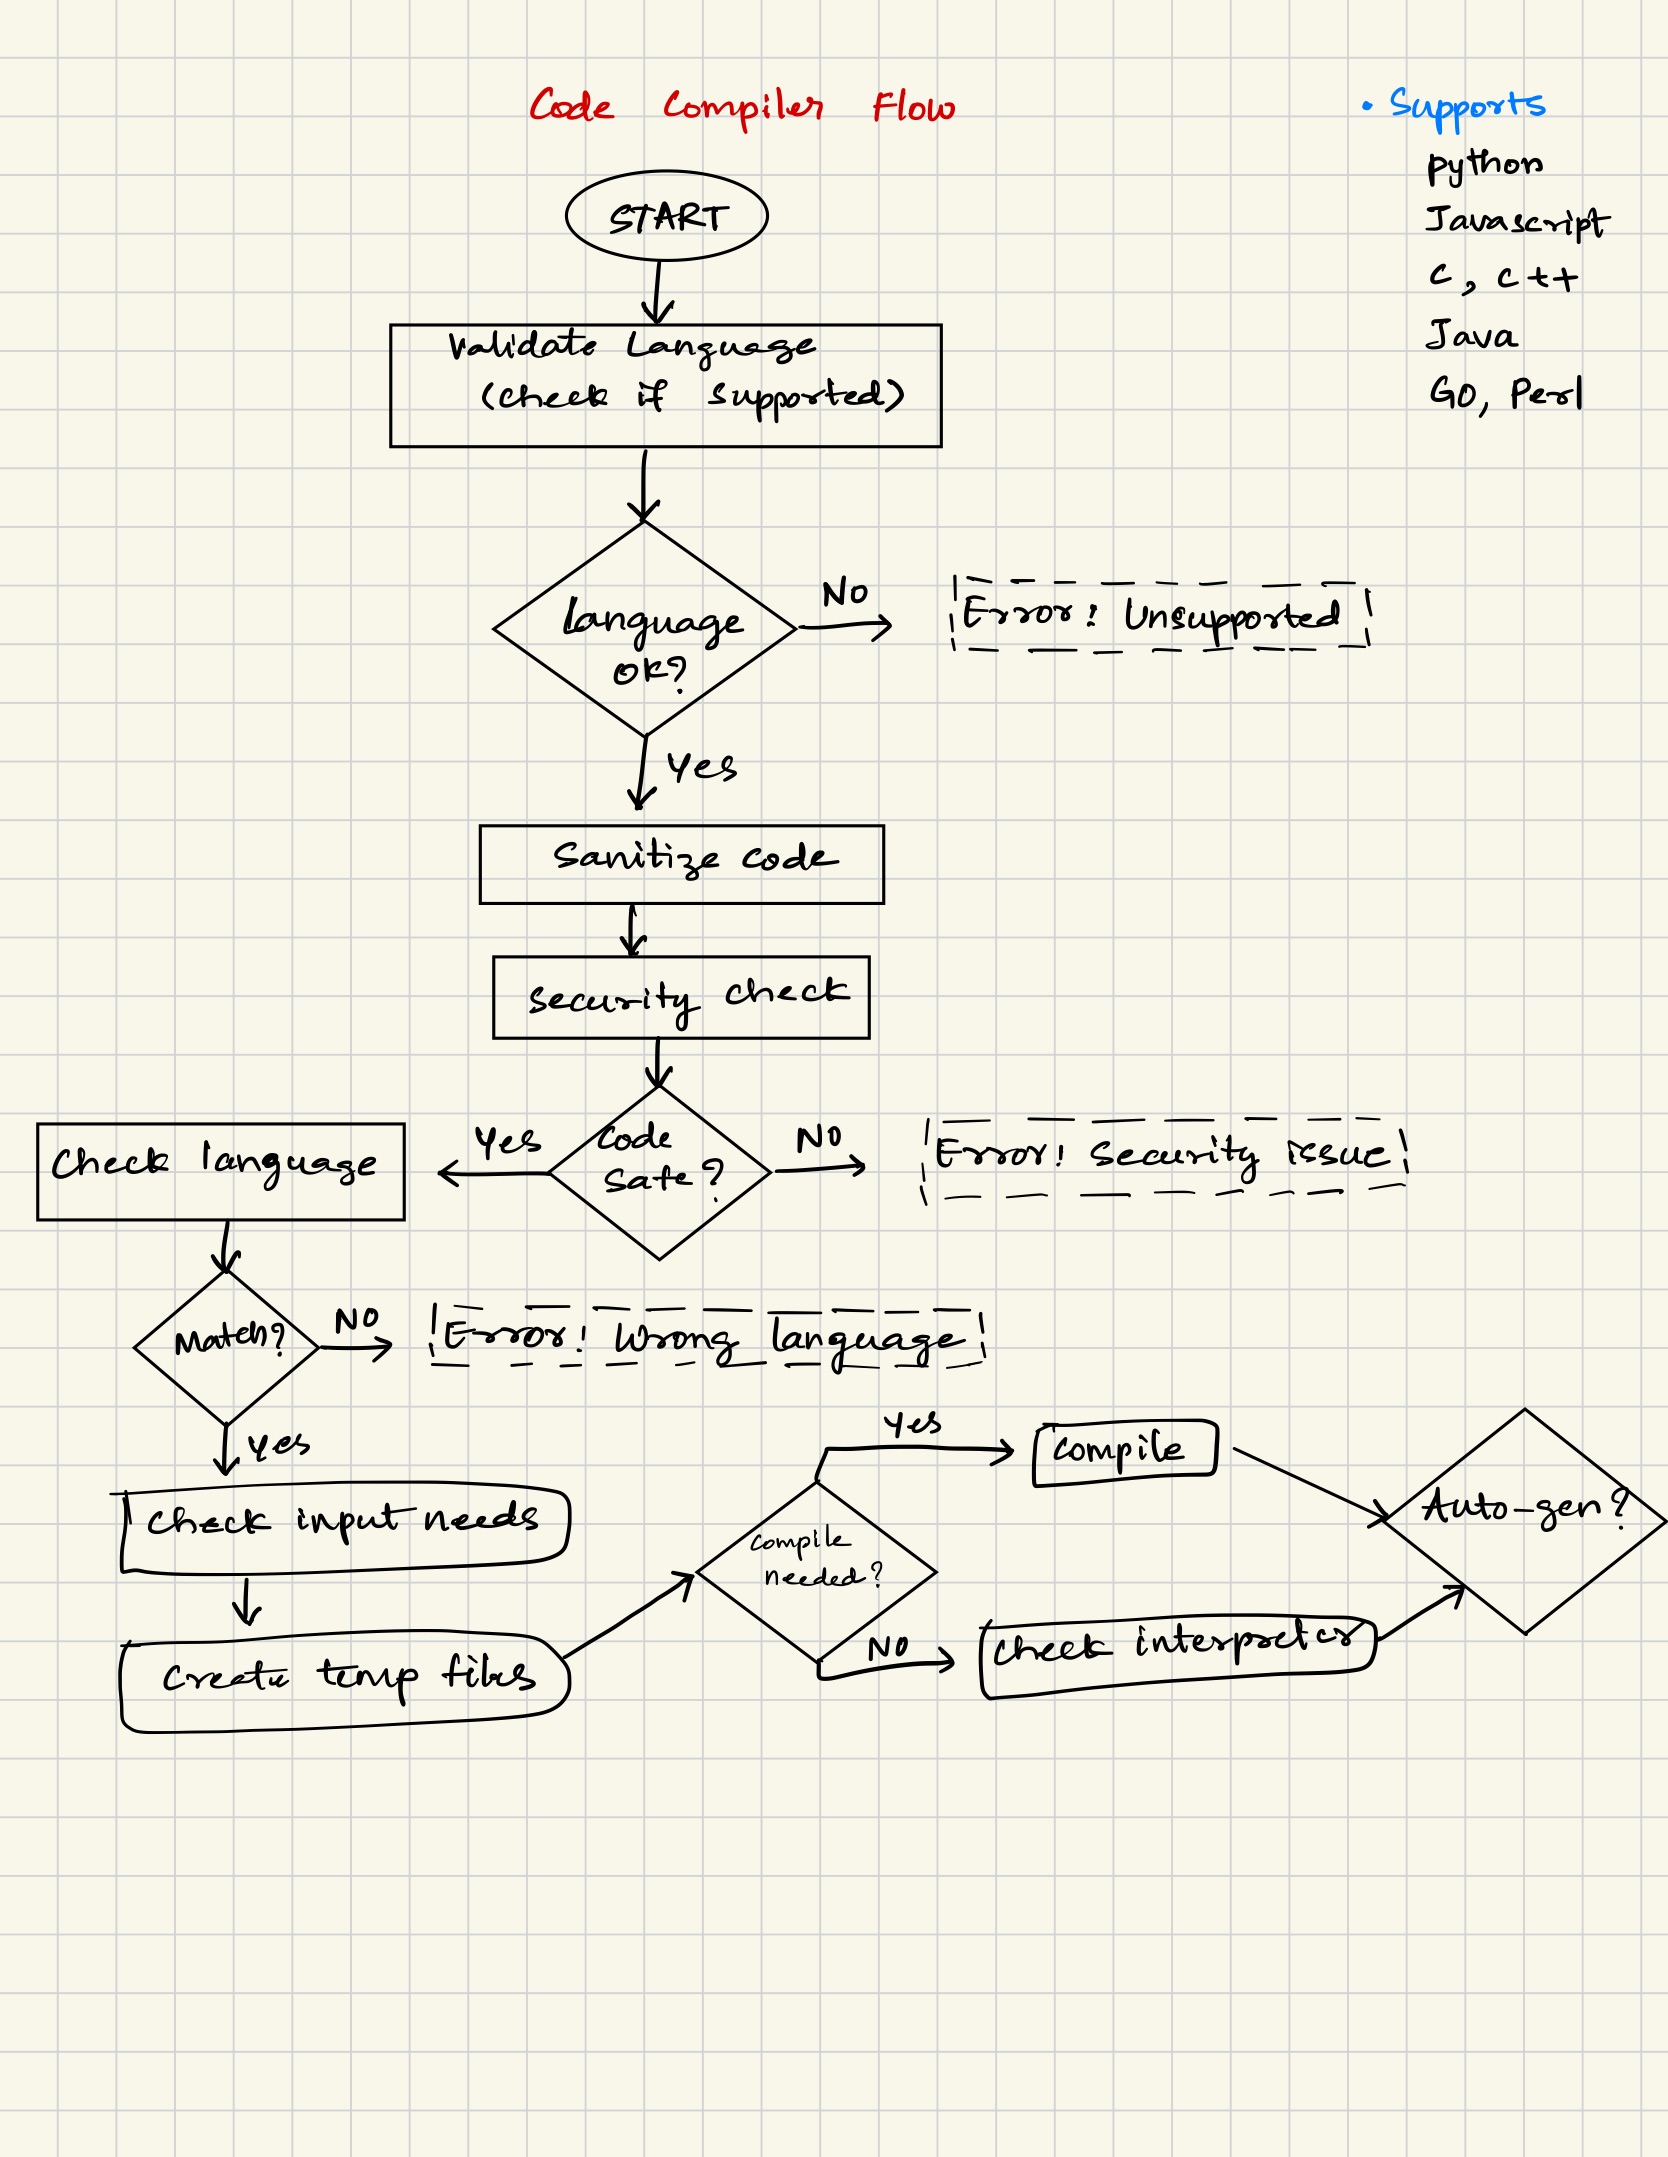 Code Compiler Flow
• Supports
python
Javascript
C, C++
Java
GO, Perl
START
Validate Language
(check if supported)
Language
OK?
NO
Error! Unsupported
Yes
Sanitize code
Security check
Code
Safe?
Yes
NO
Error! Security issue
Check language
Match?
NO
Error! Wrong language
Yes
Check input needs
Create temp files
Compile
needed?
Yes
Compile
NO
Check interpreter
Auto-gen?